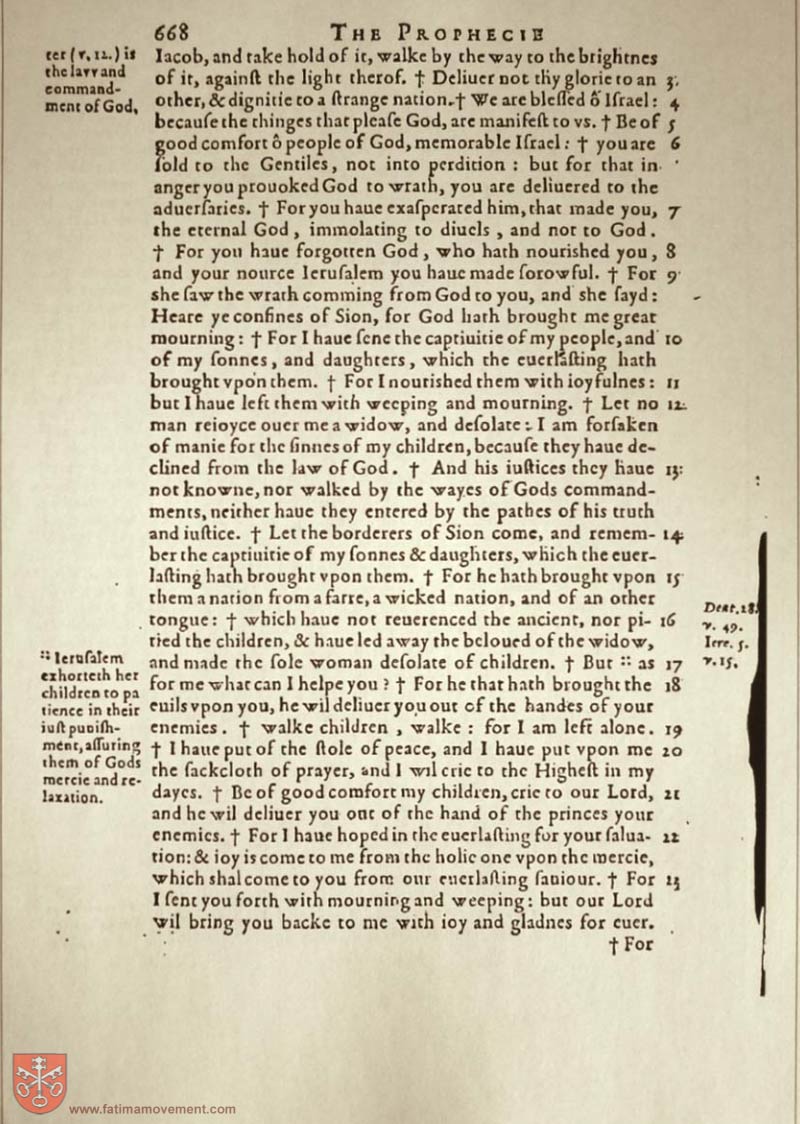 668 THE PROPHECIE
ter (v. 12.) is
the law and
command-
ment of God,
Iacob, and take hold of it, walke by the way to the brightnes
of it, againſt the light therof. † Deliuer not thy glorie to an 3
other, & dignitie to a ſtrange nation. † We are bleſſed ô Iſrael: 4
becauſe the thinges that pleaſe God, are manifeſt to vs. † Be of 5
good comfort ô people of God, memorable Iſrael: † you are 6
ſold to the Gentiles, not into perdition: but for that in
anger you prouoked God to wrath, you are deliuered to the
aduerſaries. † For you haue exaſperated him, that made you, 7
the eternal God, immolating to diuels, and not to God.
† For you haue forgotten God, who hath nourished you, 8
and your nource Ieruſalem you haue made ſorowful. † For 9
she ſaw the wrath comming from God to you, and she ſayd:
Heare ye confines of Sion, for God hath brought me great
mourning: † For I haue ſene the captiuitie of my people, and 10
of my ſonnes, and daughters, which the euerlaſting hath
brought vpon them. † For I nourished them with ioyfulnes: 11
but I haue left them with weeping and mourning. † Let no 12
man reioyce ouer me a widow, and deſolate: I am forſaken
of manie for the ſinnes of my children, becauſe they haue de-
clined from the law of God. † And his iuſtices they haue 13
not knowne, nor walked by the wayes of Gods command-
ments, neither haue they entered by the pathes of his truth
and iuſtice. † Let the borderers of Sion come, and remem- 14
ber the captiuitie of my ſonnes & daughters, which the euer-
laſting hath brought vpon them. † For he hath brought vpon 15
them a nation from a farre, a wicked nation, and of an other
tongue: † which haue not reuerenced the ancient, nor pi- 16
tied the children, & haue led away the beloued of the widow,
and made the ſole woman deſolate of children. † But :: as 17
for me what can I helpe you? † For he that hath brought the 18
euils vpon you, he wil deliuer you out of the handes of your
enemies. † walke children, walke: for I am left alone. 19
† I haue put of the ſtole of peace, and I haue put vpon me 20
the ſackcloth of prayer, and I wil crie to the Higheſt in my
dayes. † Be of good comfort my children, crie to our Lord, 21
and he wil deliuer you out of the hand of the princes your
enemies. † For I haue hoped in the euerlaſting for your ſalua- 22
tion: & ioy is come to me from the holie one vpon the mercie,
which shal come to you from our euerlaſting ſauiour. † For 23
I ſent you forth with mourning and weeping: but our Lord
wil bring you backe to me with ioy and gladnes for euer.
† For
Deut. 28.
v. 49.
Iere. 5.
v. 15.
:: Ieruſalem
exhorteth her
children to pa
tience in their
iuſt punish-
ment, aſſuring
them of Gods
mercie and re-
laxation.
www.fatimamovement.com